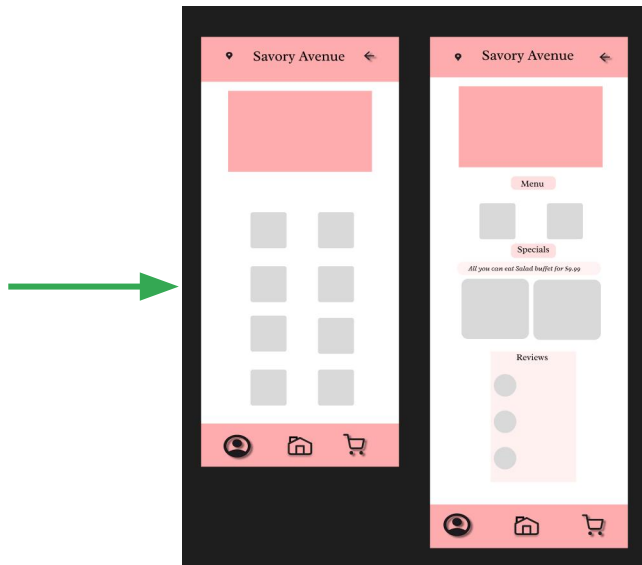 Savory Avenue
Savory Avenue
Menu
Specials
All you can eat Salad buffet for $9.99
Reviews